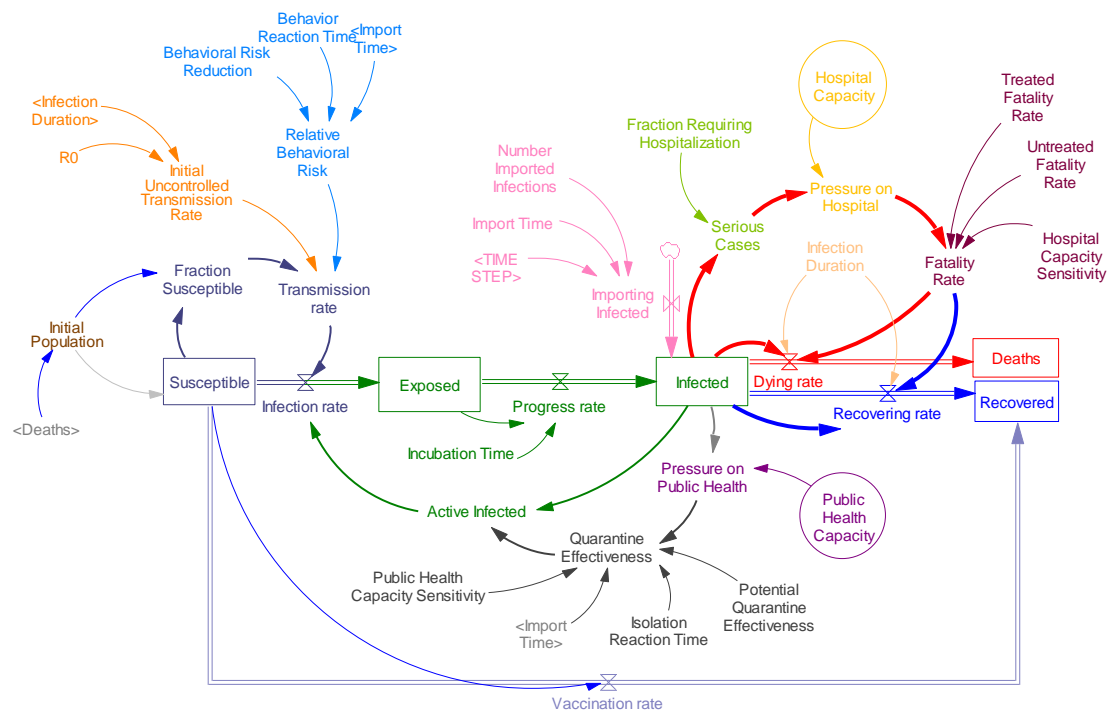 Behavior
Reaction Time
<Import
Time>
Behavioral Risk
Reduction
<Infection
Duration>
R0
Initial
Uncontrolled
Transmission
Rate
Relative
Behavioral
Risk
Hospital
Capacity
Treated
Fatality
Rate
Fraction Requiring
Hospitalization
Untreated
Fatality
Rate
Number
Imported
Infections
Pressure on
Hospital
Import Time
Serious
Cases
Hospital
Capacity
Sensitivity
<TIME
STEP>
Infection
Duration
Fatality
Rate
Fraction
Susceptible
Transmission
rate
Importing
Infected
Initial
Population
Susceptible
Exposed
Infected
Deaths
Dying rate
Infection rate
Progress rate
Recovering rate
Recovered
<Deaths>
Incubation Time
Pressure on
Public Health
Public
Health
Capacity
Active Infected
Quarantine
Effectiveness
Public Health
Capacity Sensitivity
<Import
Time>
Isolation
Reaction Time
Potential
Quarantine
Effectiveness
Vaccination rate